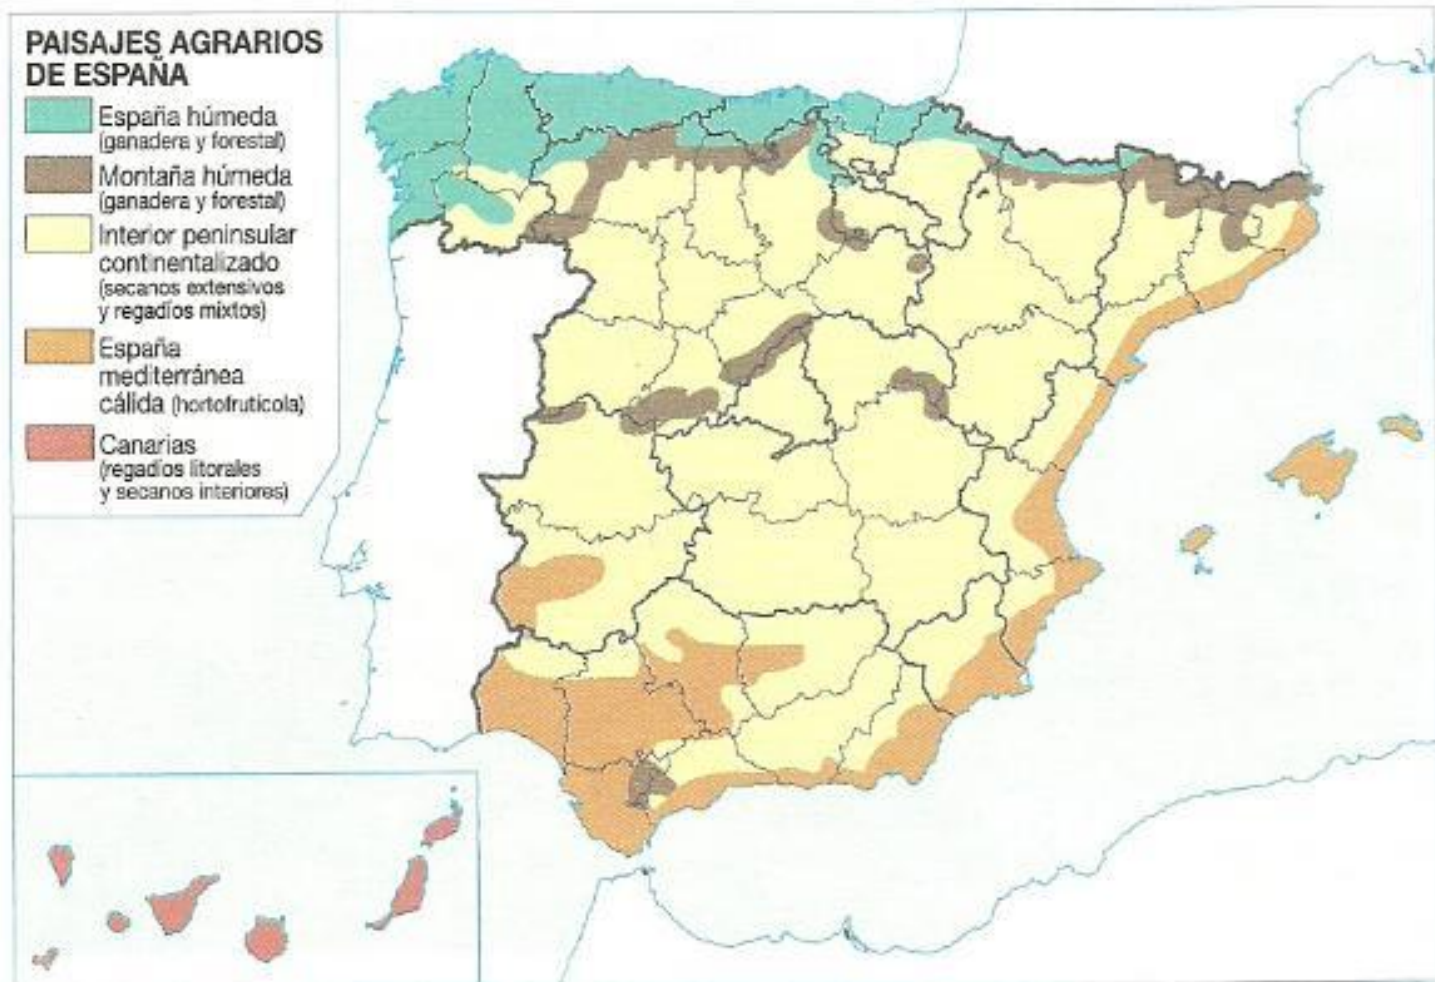 PAISAJES AGRARIOS
DE ESPAÑA
España húmeda
(ganadera y forestal)
Montaña húmeda
(ganadera y forestal)
Interior peninsular
continentalizado
(secanos extensivos
y regadíos mixtos)
España
mediterránea
cálida (hortofrutícola)
Canarias
(regadíos litorales
y secanos interiores)